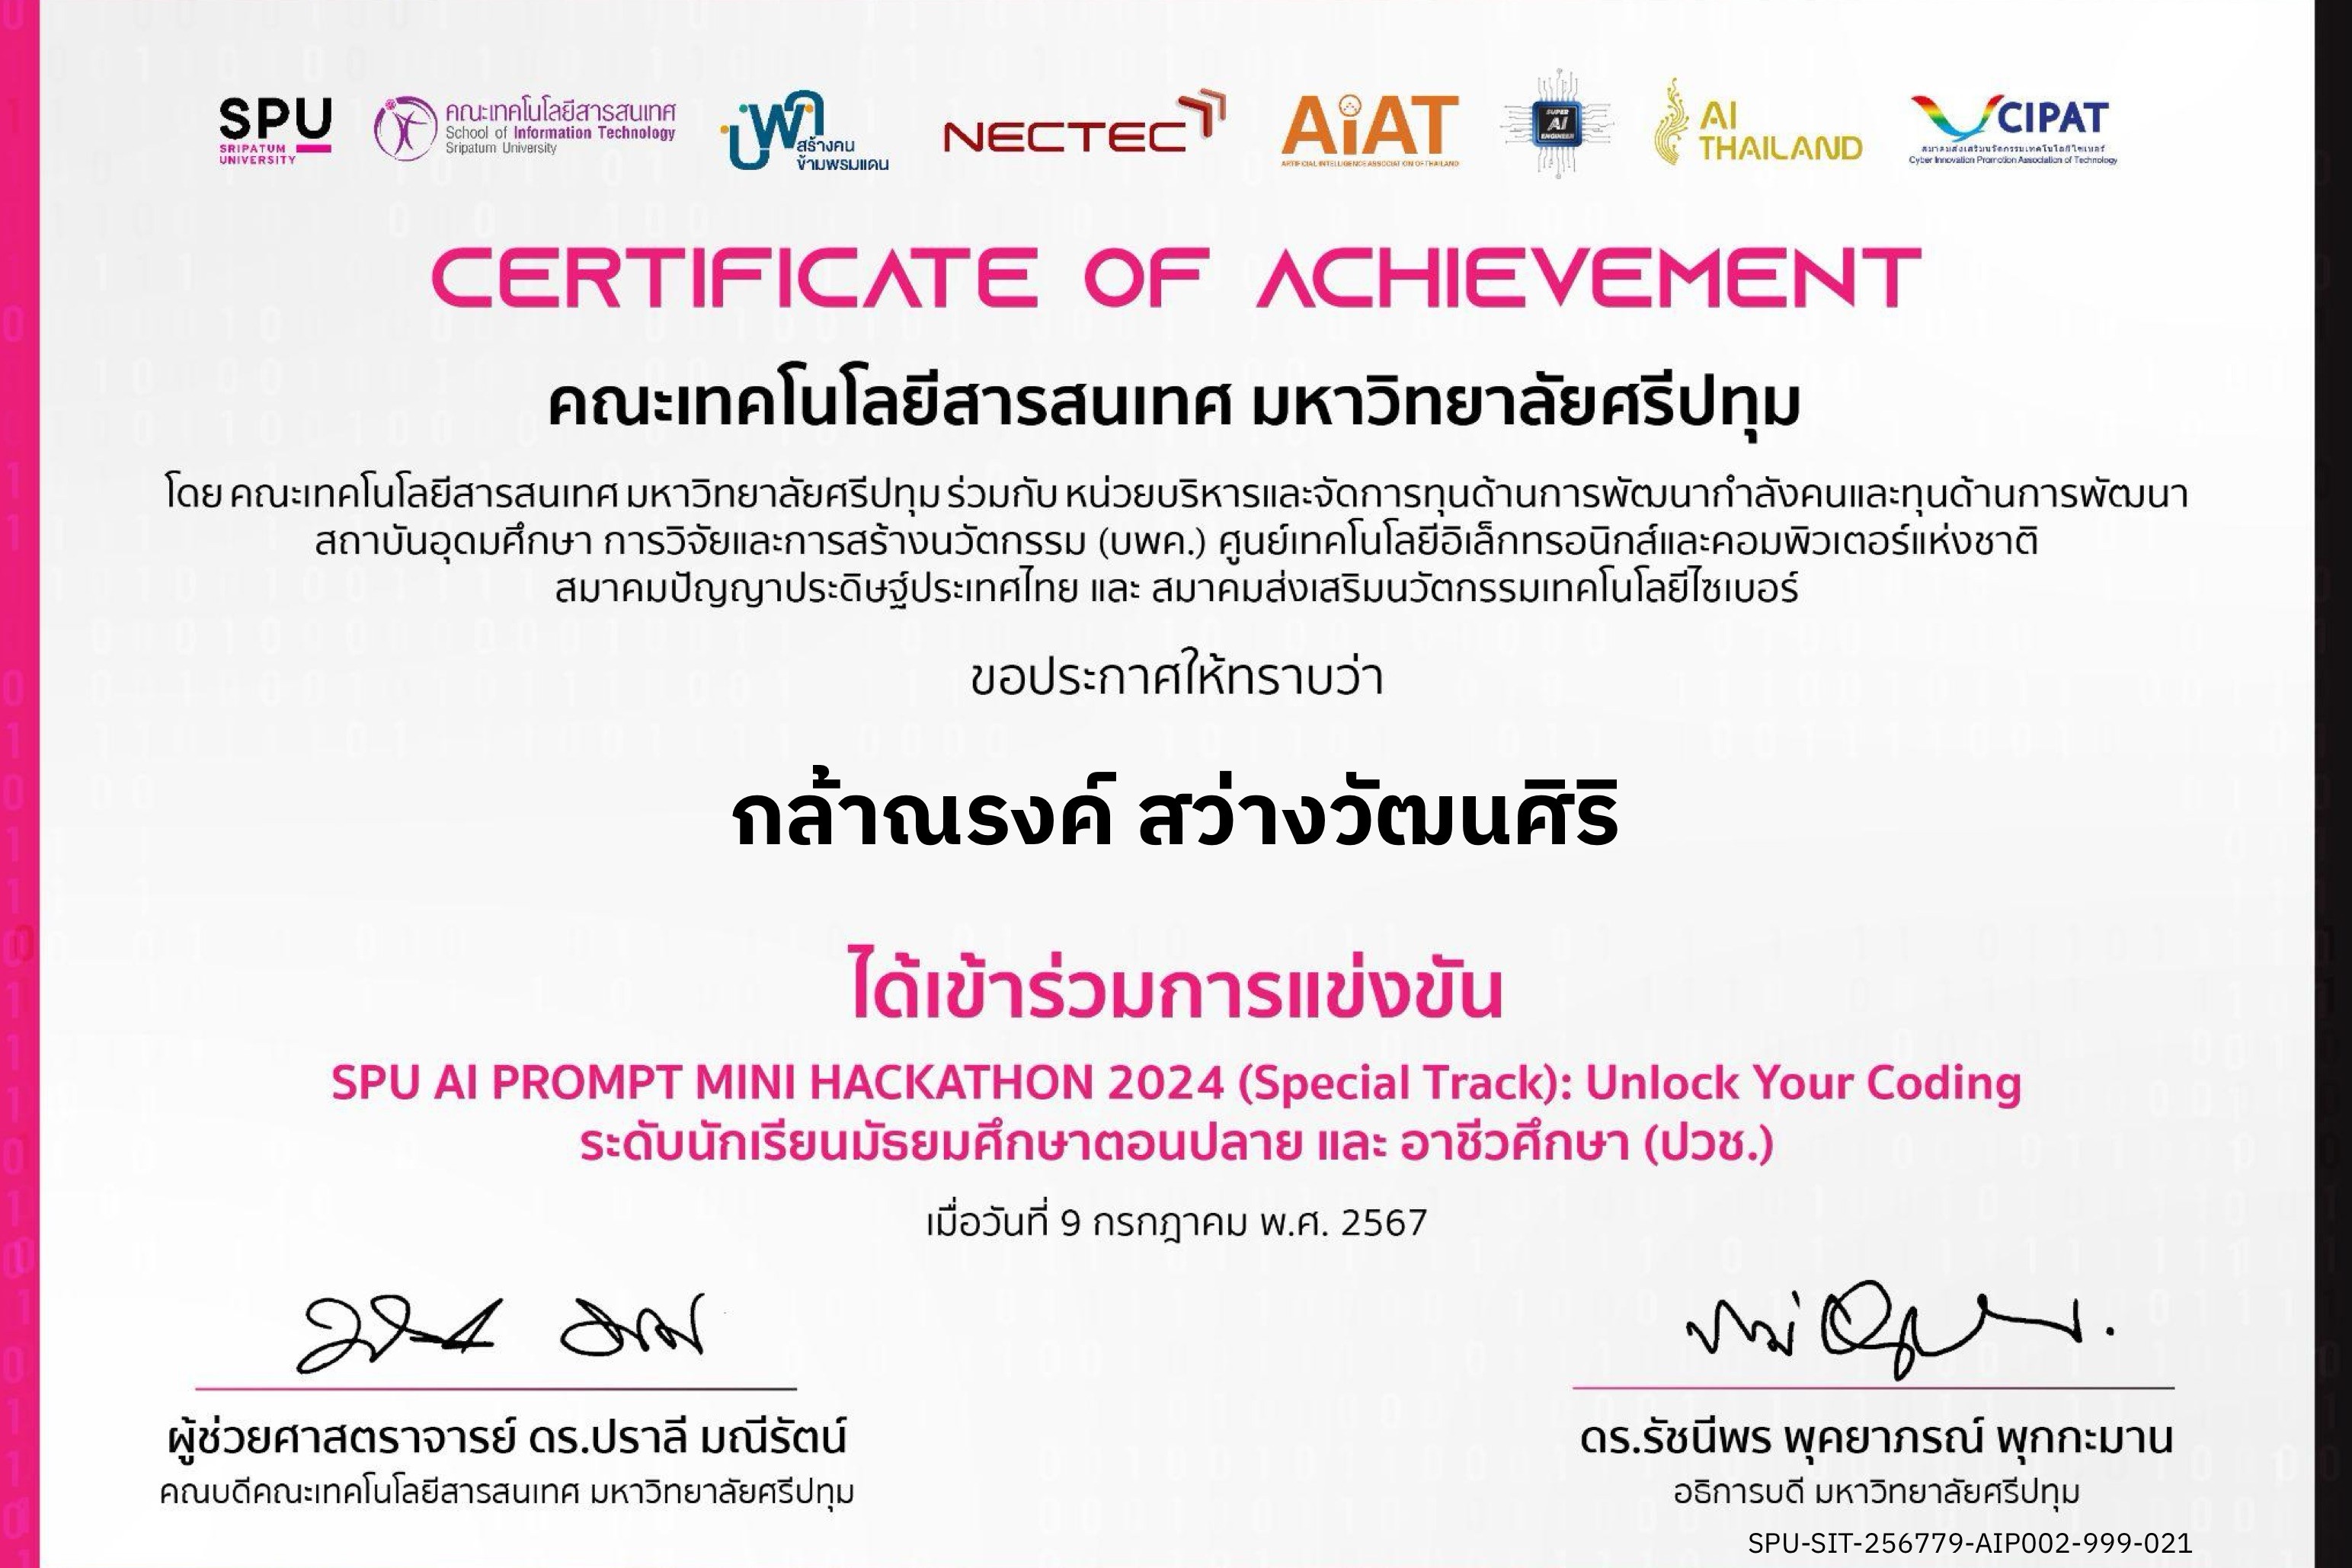 SPU
SRIPATUM
UNIVERSITY
คณะเทคโนโลยีสารสนเทศ
School of Information Technology
Sripatum University
สร้างคน
ข้ามพรมแดน
NECTEC
AiAT
ARTIFICIAL INTELLIGENCE ASSOCIATION OF THAILAND
SUPER
AI
ENGINEER
AI
THAILAND
CIPAT
สมาคมส่งเสริมนวัตกรรมเทคโนโลยีไซเบอร์
Cyber Innovation Promotion Association of Technology
CERTIFICATE OF ACHIEVEMENT
คณะเทคโนโลยีสารสนเทศ มหาวิทยาลัยศรีปทุม
โดย คณะเทคโนโลยีสารสนเทศ มหาวิทยาลัยศรีปทุม ร่วมกับ หน่วยบริหารและจัดการทุนด้านการพัฒนากำลังคนและทุนด้านการพัฒนา
สถาบันอุดมศึกษา การวิจัยและการสร้างนวัตกรรม (บพค.) ศูนย์เทคโนโลยีอิเล็กทรอนิกส์และคอมพิวเตอร์แห่งชาติ
สมาคมปัญญาประดิษฐ์ประเทศไทย และ สมาคมส่งเสริมนวัตกรรมเทคโนโลยีไซเบอร์
ขอประกาศให้ทราบว่า
กล้าณรงค์ สว่างวัฒนศิริ
ได้เข้าร่วมการแข่งขัน
SPU AI PROMPT MINI HACKATHON 2024 (Special Track): Unlock Your Coding
ระดับนักเรียนมัธยมศึกษาตอนปลาย และ อาชีวศึกษา (ปวช.)
เมื่อวันที่ 9 กรกฎาคม พ.ศ. 2567
ผู้ช่วยศาสตราจารย์ ดร.ปราลี มณีรัตน์
คณบดีคณะเทคโนโลยีสารสนเทศ มหาวิทยาลัยศรีปทุม
ดร.รัชนีพร พุคยาภรณ์ พุกกะมาน
อธิการบดี มหาวิทยาลัยศรีปทุม
SPU-SIT-256779-AIP002-999-021